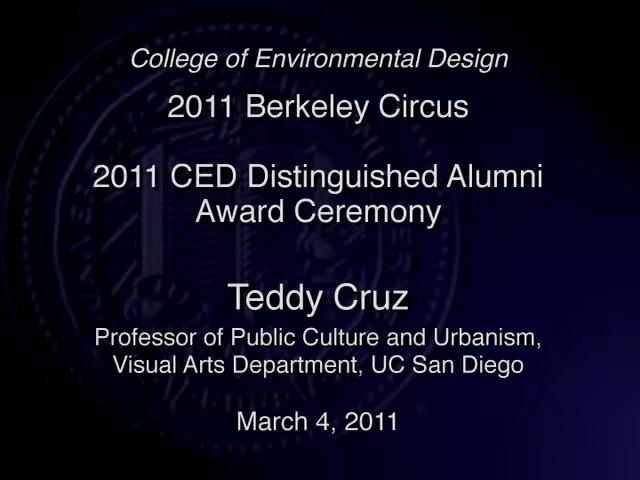 College of Environmental Design
2011 Berkeley Circus
2011 CED Distinguished Alumni
Award Ceremony
Teddy Cruz
Professor of Public Culture and Urbanism,
Visual Arts Department, UC San Diego
March 4, 2011